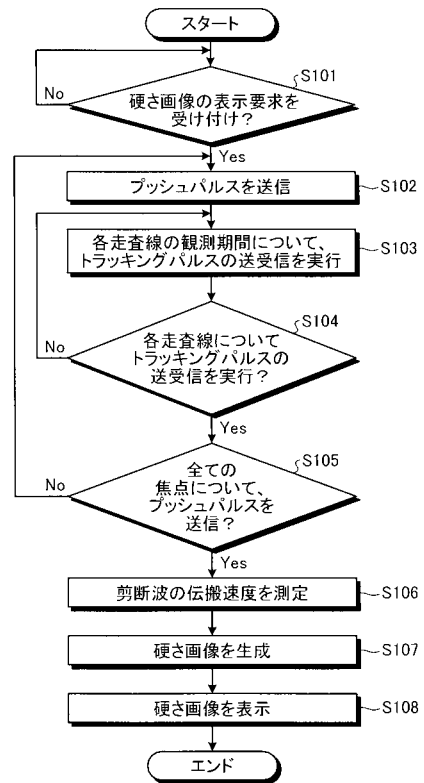 スタート
S101
No
硬さ画像の表示要求を
受け付け?
Yes
プッシュパルスを送信
S102
各走査線の観測期間について、
トラッキングパルスの送受信を実行
S103
S104
No
各走査線について
トラッキングパルスの
送受信を実行?
Yes
S105
No
全ての
焦点について、
プッシュパルスを
送信?
Yes
剪断波の伝搬速度を測定
S106
硬さ画像を生成
S107
硬さ画像を表示
S108
エンド